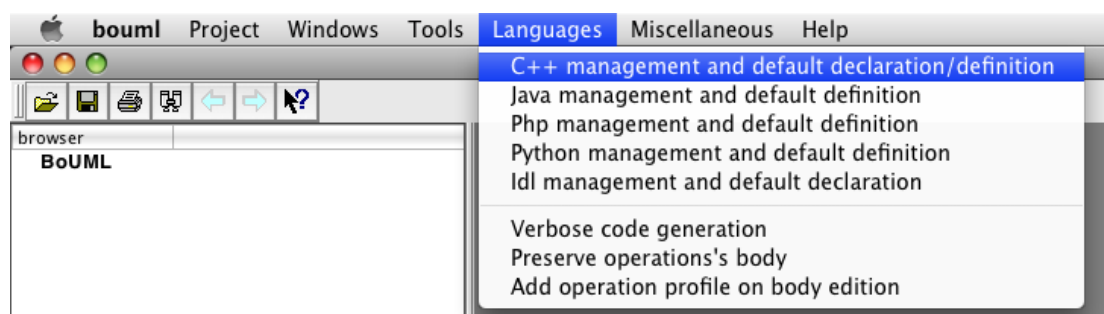 bouml Project Windows Tools Languages Miscellaneous Help
C++ management and default declaration/definition
Java management and default definition
Php management and default definition
Python management and default definition
Idl management and default declaration
Verbose code generation
Preserve operations's body
Add operation profile on body edition
browser
BoUML